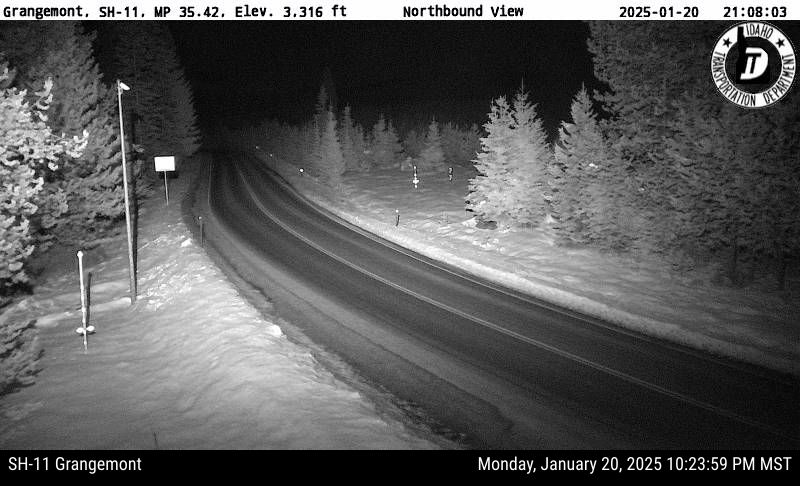 Grangemont, SH-11, MP 35.42, Elev. 3,316 ft Northbound View 2025-01-20 21:08:03
IDAHO
TRANSPORTATION DEPARTMENT
SH-11 Grangemont Monday, January 20, 2025 10:23:59 PM MST